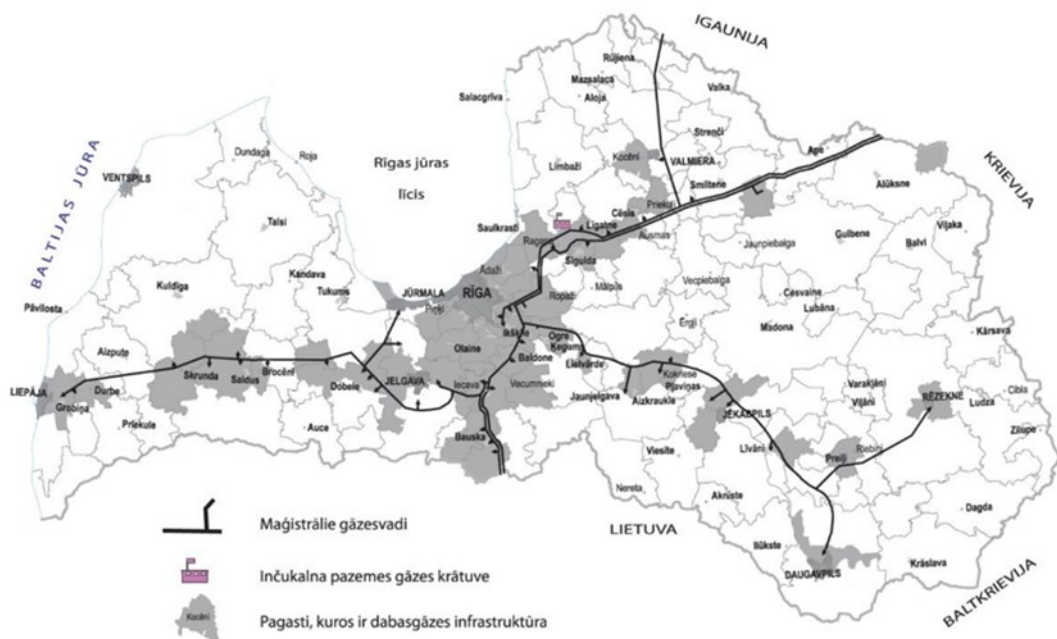 IGAUNIJA
Rūjiena
Mazsalaca
Valka
Salacgrīva
Aloja
Strenči
BALTIJAS JŪRA
Dundaga
Roja
Rīgas jūras
līcis
Limbaži
Kocēni
VALMIERA
Ape
KRIEVIJA
VENTSPILS
Smiltene
Alūksne
Priekuļi
Cēsis
Talsi
Saulkrasti
Līgatne
Raganа
Ausmas
Gulbene
Viļaka
Jaunpiebalga
Balvi
Sigulda
Kuldīga
Kandava
Ādaži
Tukums
JŪRMALA
RĪGA
Ropaži
Mālpils
Vecpiebalga
Cesvaine
Lubāna
Pāvilosta
Piņķi
Ikšķile
Ogre
Ērgļi
Madona
Kārsava
Aizpute
Olaine
Ķegums
Baldone
Lielvārde
Skrunda
Saldus
Brocēni
Dobele
JELGAVA
Iecava
Vecumnieki
Koknese
Pļaviņas
Varakļāni
Cibla
LIEPĀJA
Durbe
Grobiņa
Jaunjelgava
Aizkraukle
JĒKABPILS
Viļāni
RĒZEKNE
Ludza
Priekule
Auce
Bauska
Zilupe
Viesīte
Līvāni
Preiļi
Riebiņi
Nereta
Aknīste
Dagda
LIETUVA
Ilūkste
DAUGAVPILS
Krāslava
BALTKRIEVIJA
Maģistrālie gāzesvadi
Inčukalna pazemes gāzes krātuve
Kocēni
Pagasti, kuros ir dabasgāzes infrastruktūra